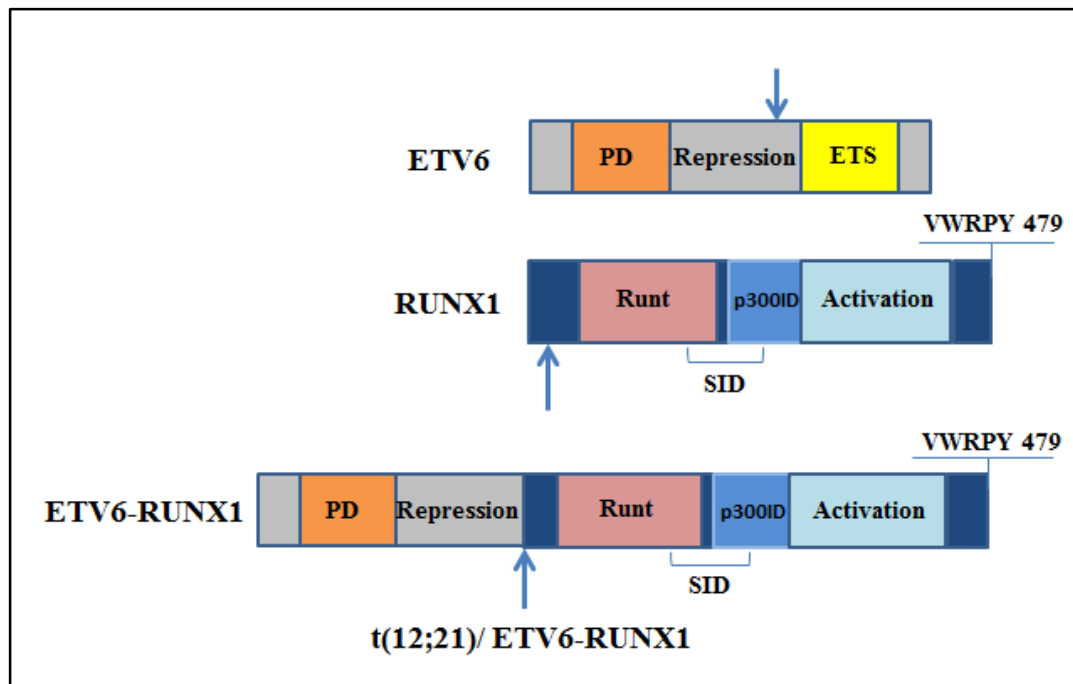 ETV6
PD
Repression
ETS
VWRPY 479
RUNX1
Runt
p300ID
Activation
SID
VWRPY 479
ETV6-RUNX1
PD
Repression
Runt
p300ID
Activation
SID
t(12;21)/ ETV6-RUNX1